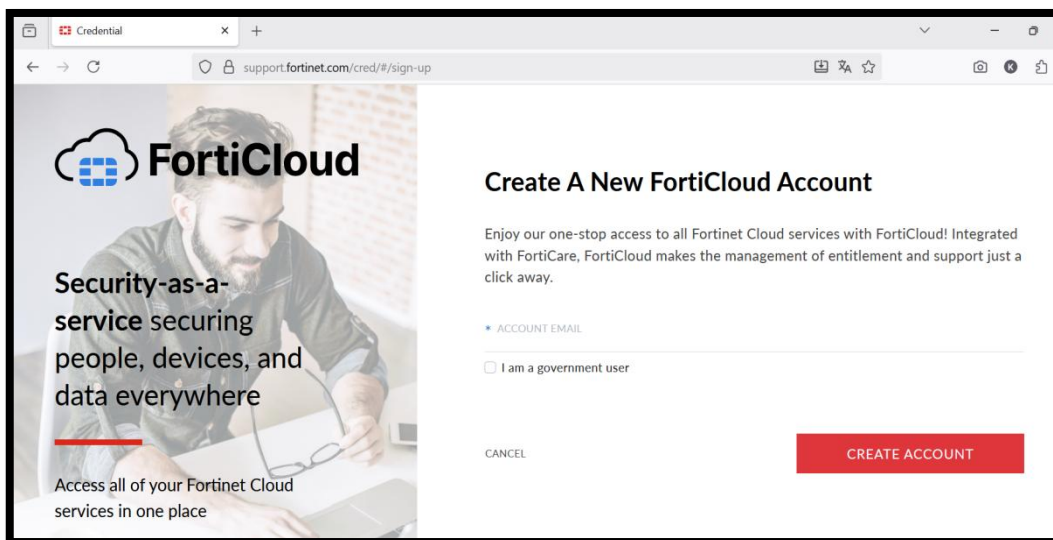 Credential
support.fortinet.com/cred/#/sign-up
K
FortiCloud
Security-as-a-
service securing
people, devices, and
data everywhere
Access all of your Fortinet Cloud
services in one place
Create A New FortiCloud Account
Enjoy our one-stop access to all Fortinet Cloud services with FortiCloud! Integrated
with FortiCare, FortiCloud makes the management of entitlement and support just a
click away.
* ACCOUNT EMAIL
I am a government user
CANCEL
CREATE ACCOUNT